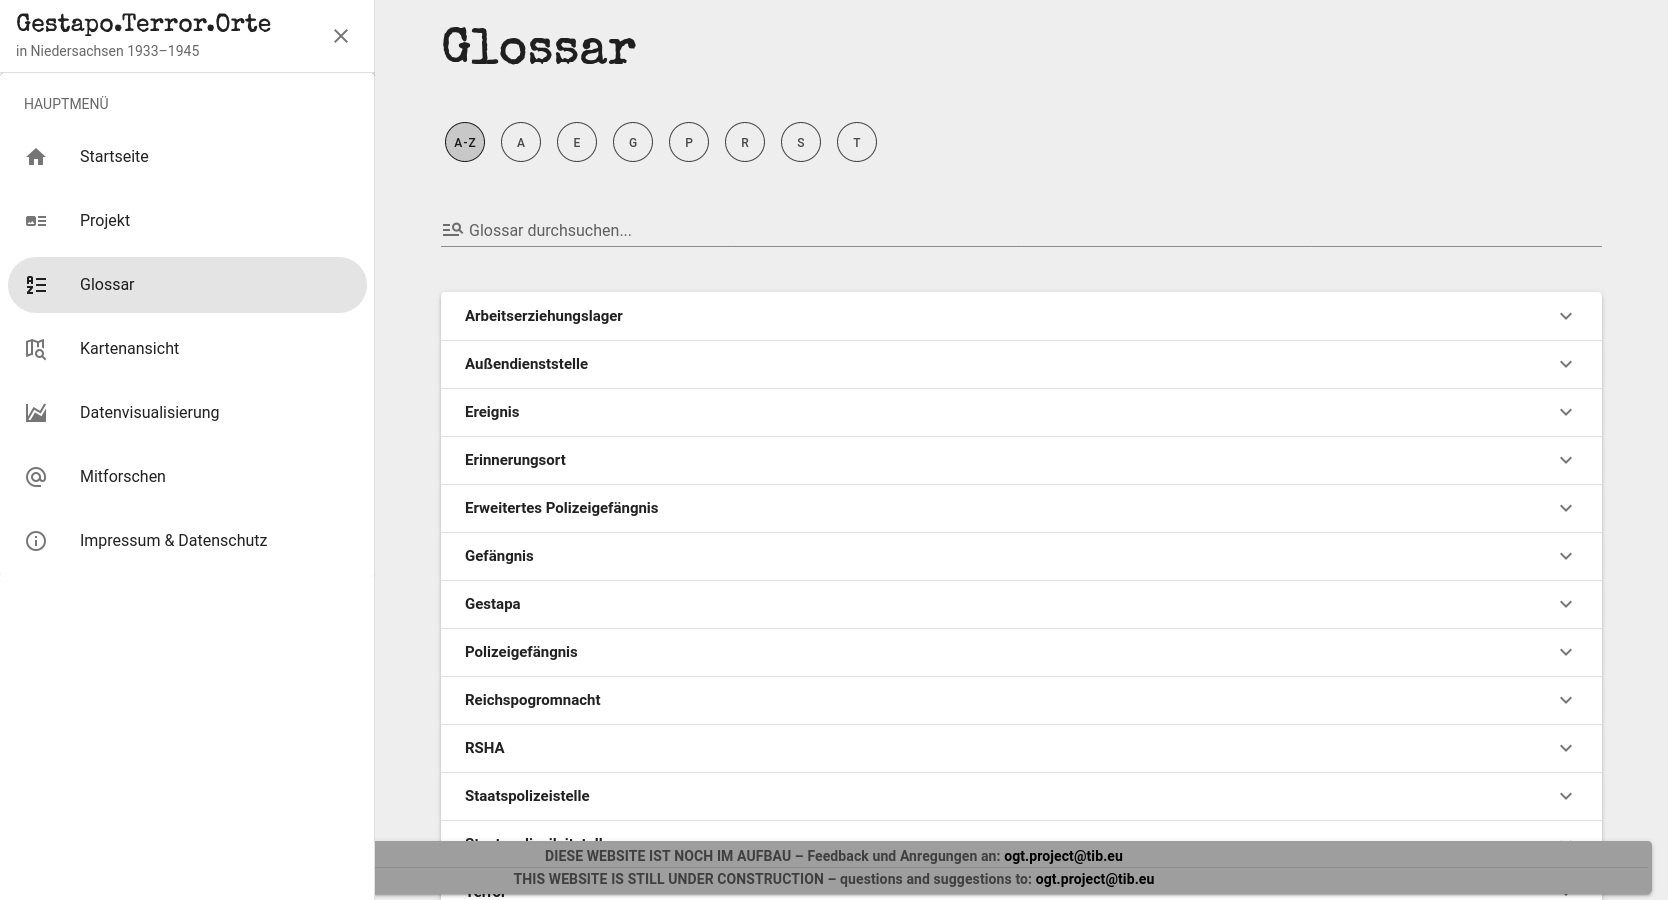 Gestapo.Terror.Orte
in Niedersachsen 1933–1945
HAUPTMENÜ
Startseite
Projekt
Glossar
Kartenansicht
Datenvisualisierung
Mitforschen
Impressum & Datenschutz
Glossar
A-Z A E G P R S T
Glossar durchsuchen...
Arbeitserziehungslager
Außendienststelle
Ereignis
Erinnerungsort
Erweitertes Polizeigefängnis
Gefängnis
Gestapa
Polizeigefängnis
Reichspogromnacht
RSHA
Staatspolizeistelle
DIESE WEBSITE IST NOCH IM AUFBAU – Feedback und Anregungen an: ogt.project@tib.eu
THIS WEBSITE IS STILL UNDER CONSTRUCTION – questions and suggestions to: ogt.project@tib.eu
Terror